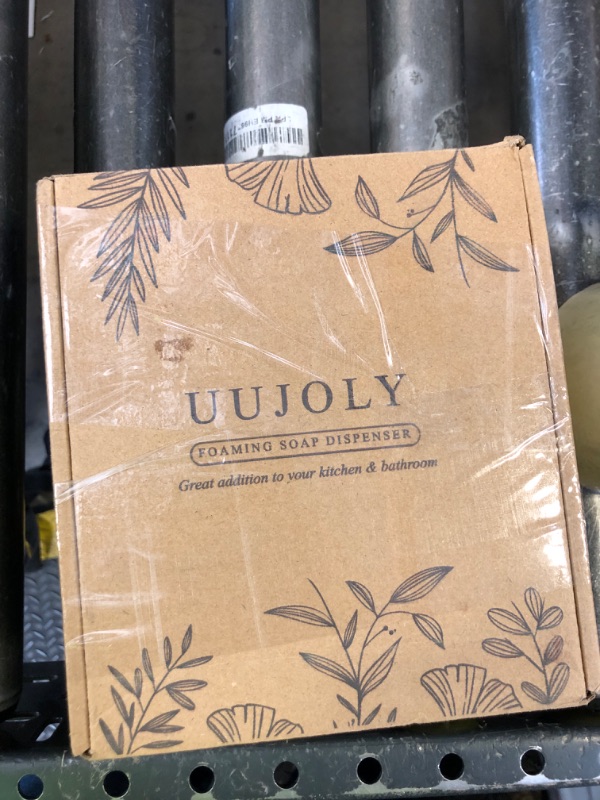 UUJOLY
FOAMING SOAP DISPENSER
Great addition to your kitchen & bathroom